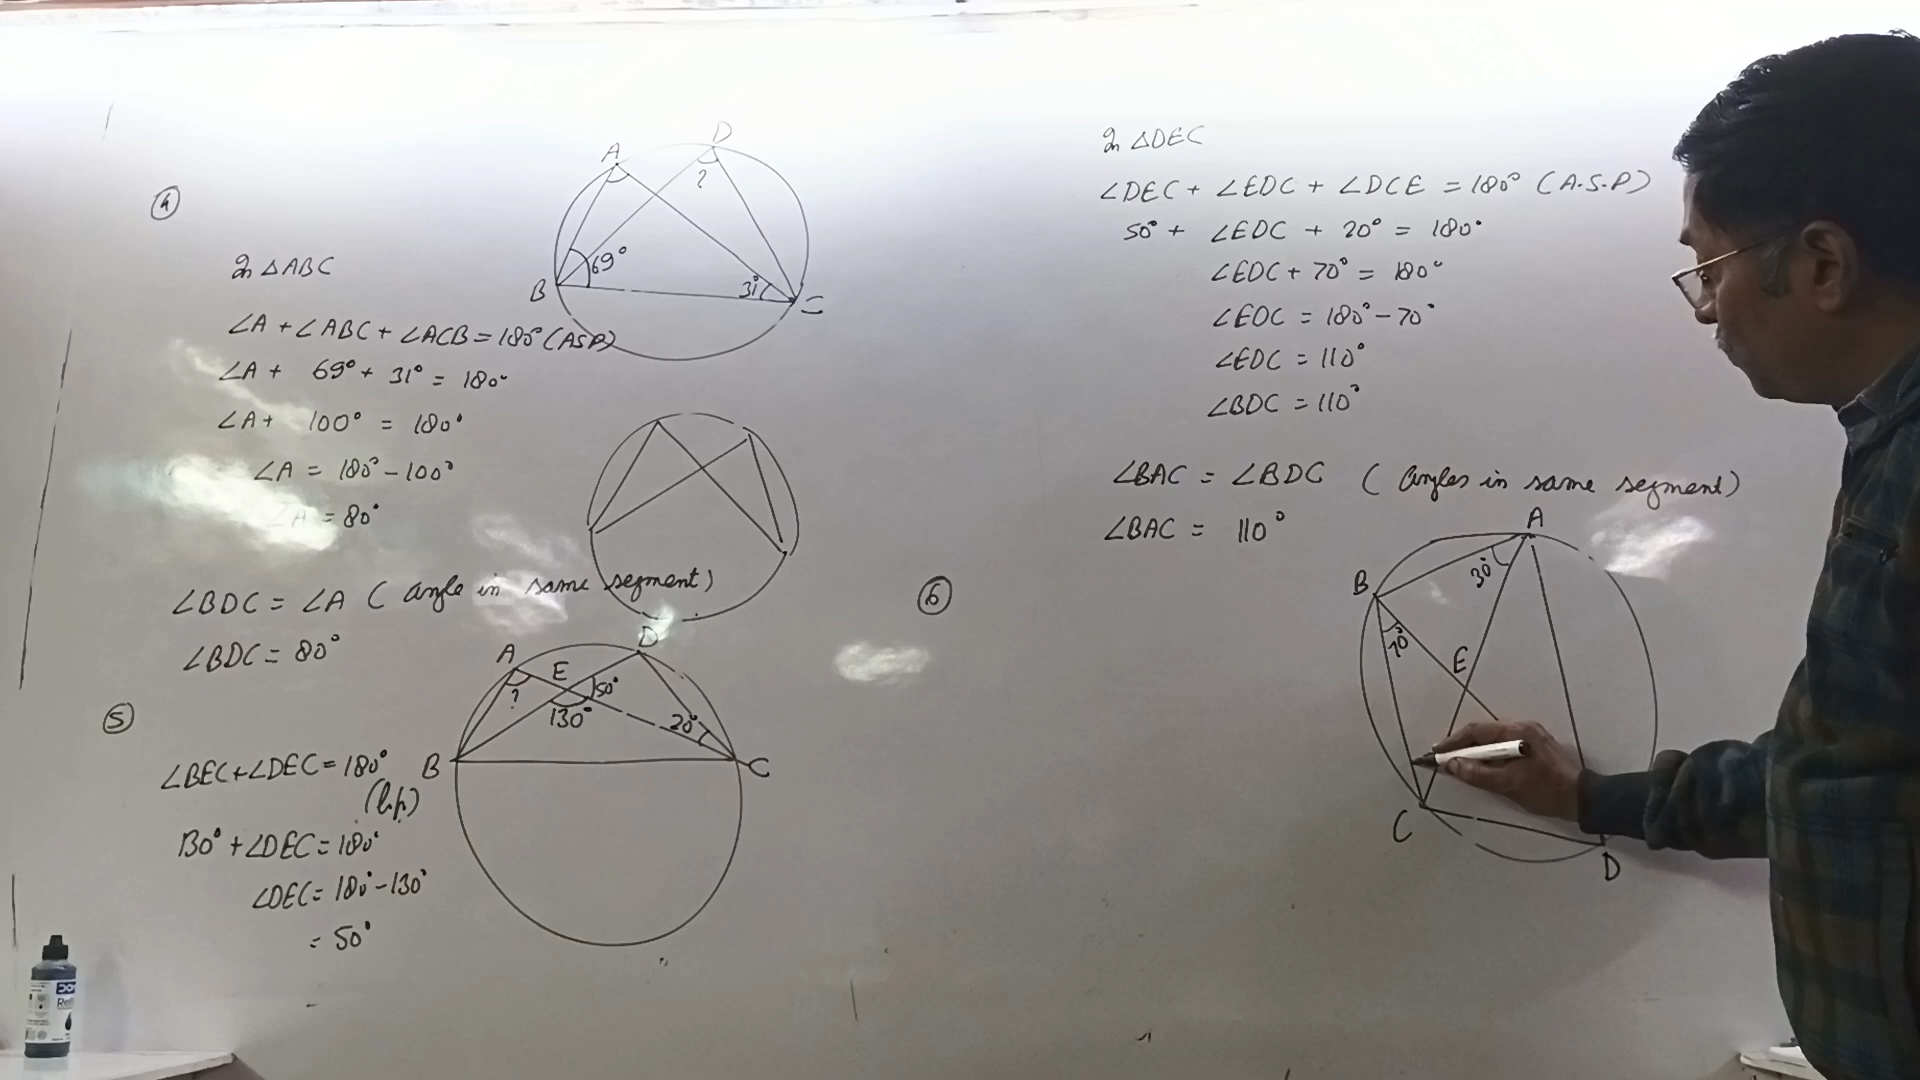 4
In △ABC
∠A + ∠ABC + ∠ACB = 180° (ASP)
∠A + 69° + 31° = 180°
∠A + 100° = 180°
∠A = 180° - 100°
∠A = 80°
∠BDC = ∠A ( angle in same segment)
∠BDC = 80°
A
D
?
69°
31°
B
C
5
∠BEC + ∠DEC = 180°
(l.p)
130° + ∠DEC = 180°
∠DEC = 180° - 130°
= 50°
A
E
D
?
50°
130°
20°
B
C
In △DEC
∠DEC + ∠EDC + ∠DCE = 180° (A.S.P)
50° + ∠EDC + 20° = 180°
∠EDC + 70° = 180°
∠EDC = 180° - 70°
∠EDC = 110°
∠BDC = 110°
∠BAC = ∠BDC ( Angles in same segment)
∠BAC = 110°
6
A
B
30°
70°
E
C
D